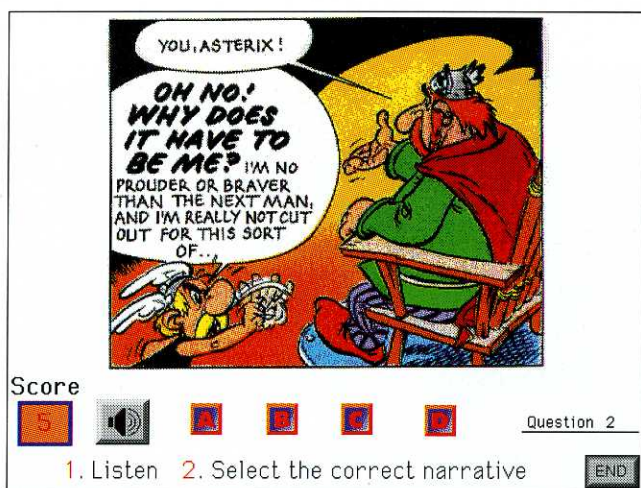 YOU, ASTERIX!
OH NO!
WHY DOES
IT HAVE TO
BE ME? I'M NO
PROUDER OR BRAVER
THAN THE NEXT MAN,
AND I'M REALLY NOT CUT
OUT FOR THIS SORT
OF...
Score
5
A B C D
Question 2
1. Listen 2. Select the correct narrative
END